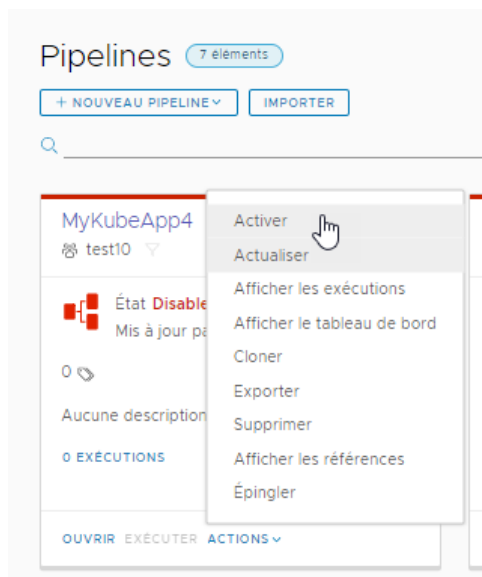 Pipelines 7 éléments
+ NOUVEAU PIPELINE
IMPORTER
MyKubeApp4
test10
État Disable
Mis à jour pa
0
Aucune description
0 EXÉCUTIONS
OUVRIR EXÉCUTER ACTIONS
Activer
Actualiser
Afficher les exécutions
Afficher le tableau de bord
Cloner
Exporter
Supprimer
Afficher les références
Épingler